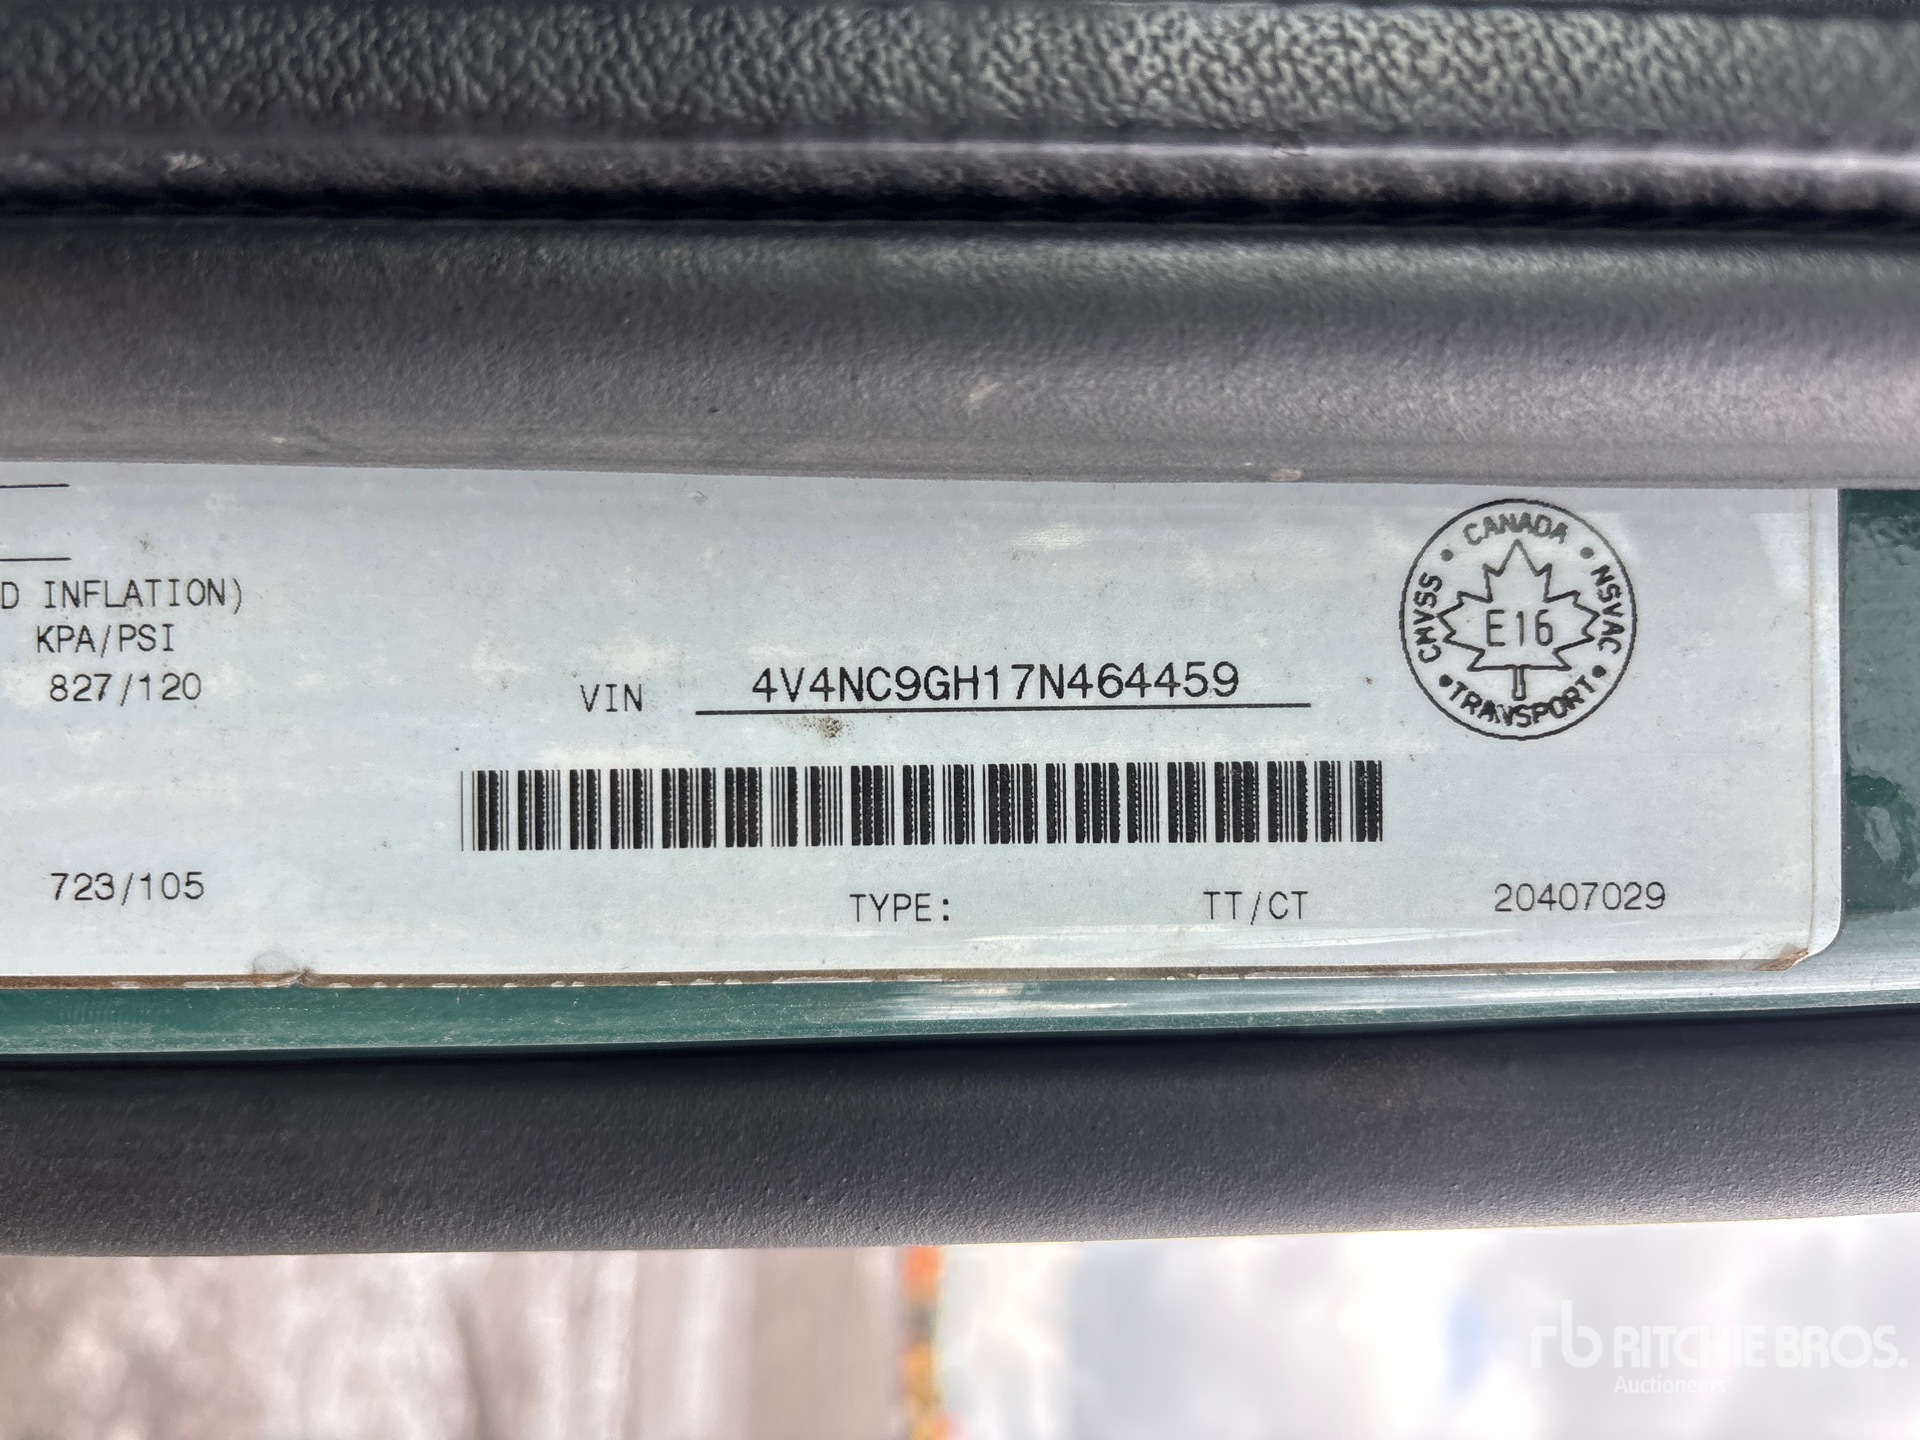 D INFLATION)
KPA/PSI
827/120
723/105
VIN 4V4NC9GH17N464459
TYPE: TT/CT 20407029
CANADA
NSVAC
TRANSPORT
CMVSS
E16
rb RITCHIE BROS.
Auctioneers